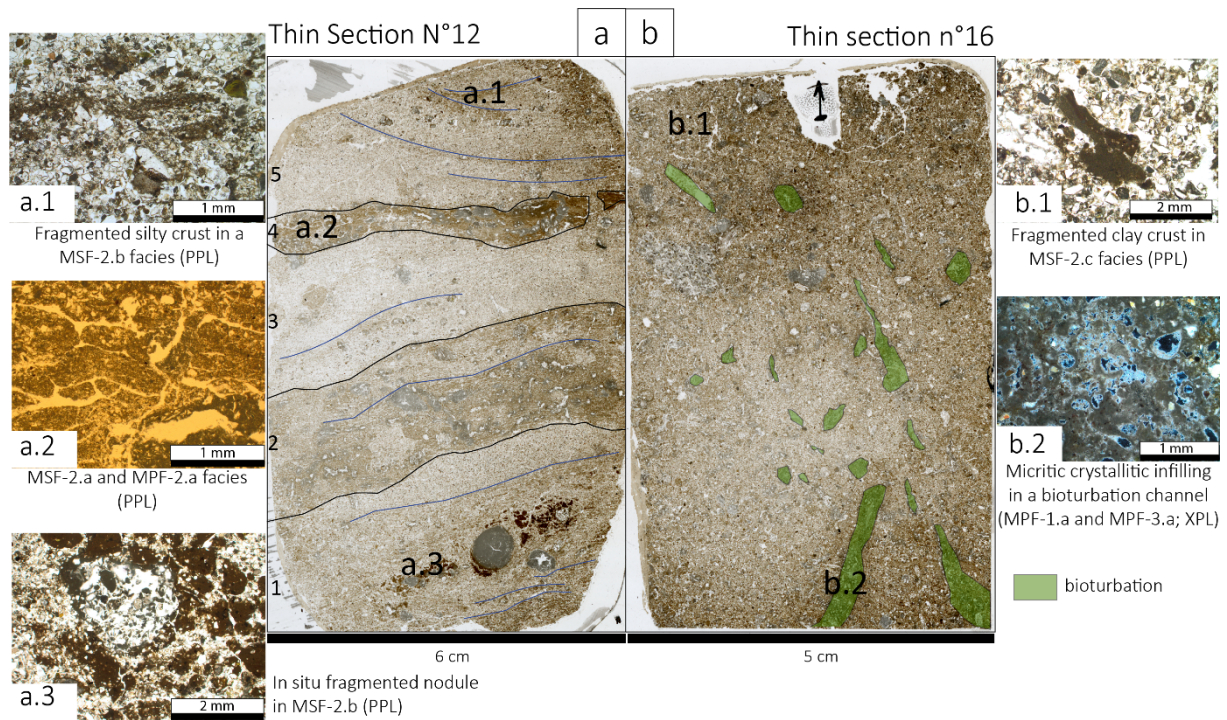 Thin Section N°12
a
b
Thin section n°16
a.1
1 mm
Fragmented silty crust in a
MSF-2.b facies (PPL)
a.2
1 mm
MSF-2.a and MPF-2.a facies
(PPL)
a.3
2 mm
In situ fragmented nodule
in MSF-2.b (PPL)
5
4
3
2
1
a.1
a.2
a.3
6 cm
b.1
b.2
5 cm
b.1
2 mm
Fragmented clay crust in
MSF-2.c facies (PPL)
b.2
1 mm
Micritic crystallitic infilling
in a bioturbation channel
(MPF-1.a and MPF-3.a; XPL)
bioturbation